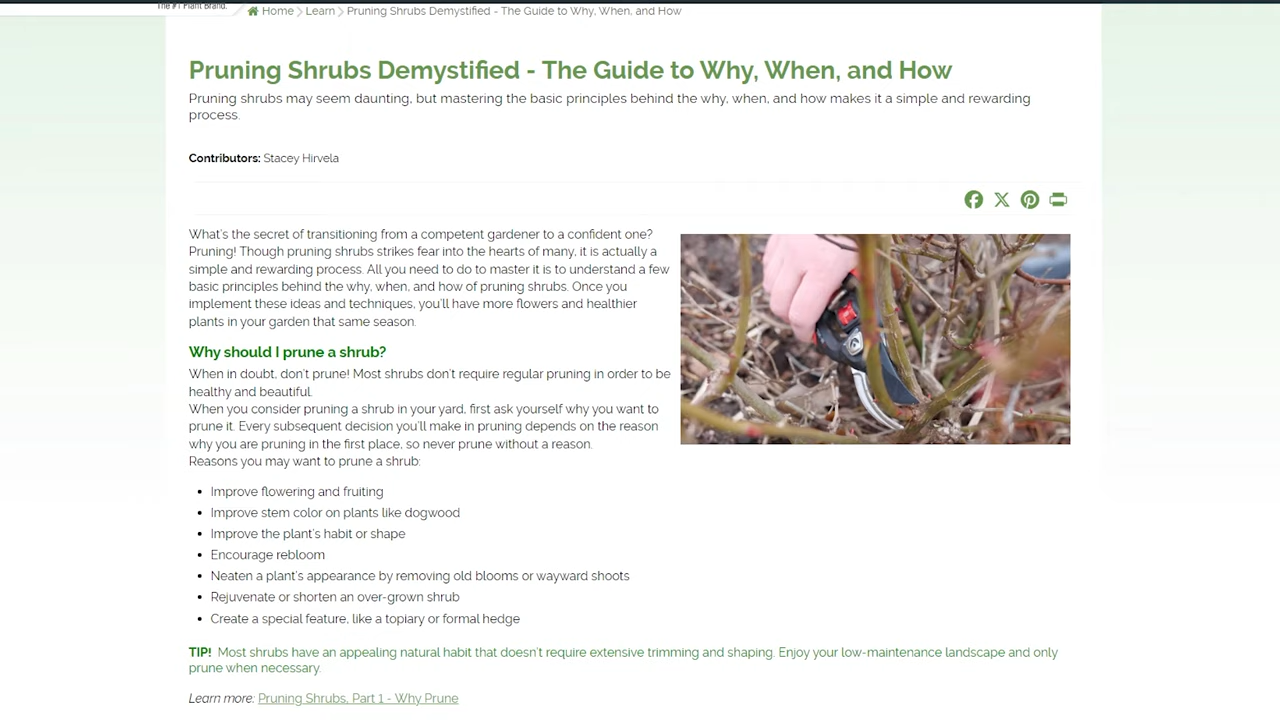 The #1 Plant Brand.
Home > Learn > Pruning Shrubs Demystified - The Guide to Why, When, and How
Pruning Shrubs Demystified - The Guide to Why, When, and How
Pruning shrubs may seem daunting, but mastering the basic principles behind the why, when, and how makes it a simple and rewarding
process.
Contributors: Stacey Hirvela
What's the secret of transitioning from a competent gardener to a confident one?
Pruning! Though pruning shrubs strikes fear into the hearts of many, it is actually a
simple and rewarding process. All you need to do to master it is to understand a few
basic principles behind the why, when, and how of pruning shrubs. Once you
implement these ideas and techniques, you'll have more flowers and healthier
plants in your garden that same season.
Why should I prune a shrub?
When in doubt, don't prune! Most shrubs don't require regular pruning in order to be
healthy and beautiful.
When you consider pruning a shrub in your yard, first ask yourself why you want to
prune it. Every subsequent decision you'll make in pruning depends on the reason
why you are pruning in the first place, so never prune without a reason.
Reasons you may want to prune a shrub:
• Improve flowering and fruiting
• Improve stem color on plants like dogwood
• Improve the plant's habit or shape
• Encourage rebloom
• Neaten a plant's appearance by removing old blooms or wayward shoots
• Rejuvenate or shorten an over-grown shrub
• Create a special feature, like a topiary or formal hedge
TIP! Most shrubs have an appealing natural habit that doesn't require extensive trimming and shaping. Enjoy your low-maintenance landscape and only
prune when necessary.
Learn more: Pruning Shrubs, Part 1 - Why Prune